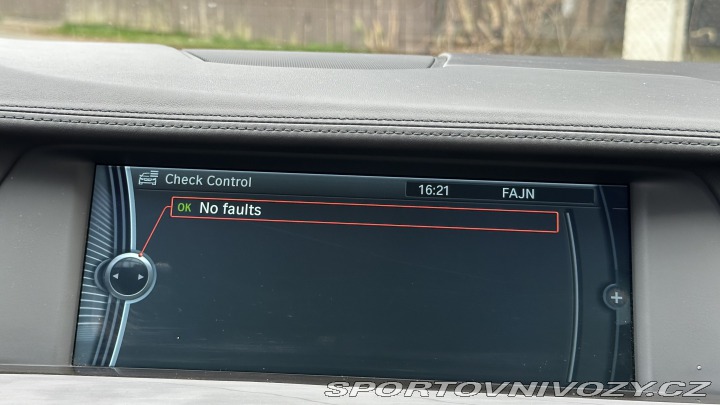 Check Control
16:21
FAJN
OK No faults
SPORTOVNIVOZY.CZ